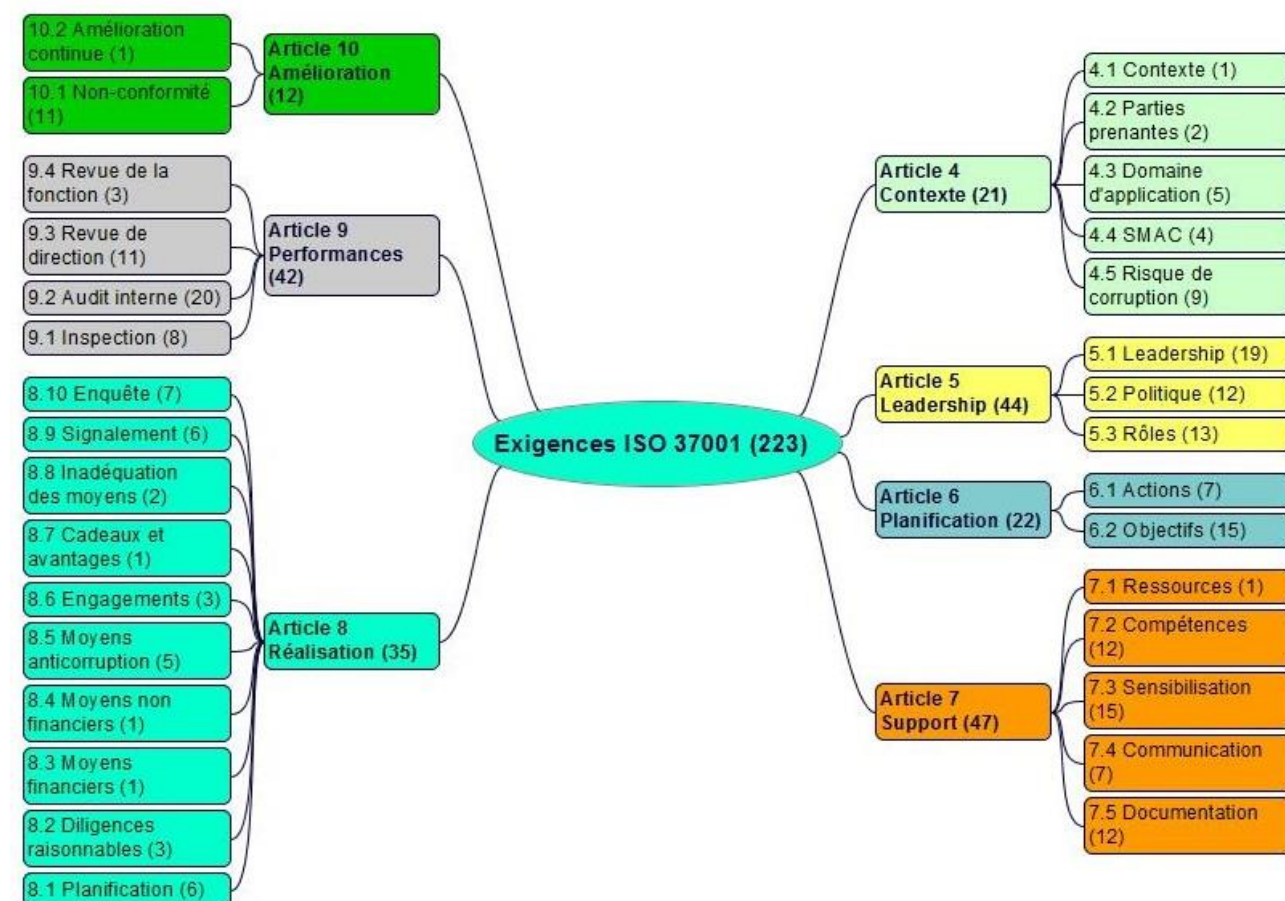 Exigences ISO 37001 (223)
Article 4
Contexte (21)
4.1 Contexte (1)
4.2 Parties
prenantes (2)
4.3 Domaine
d'application (5)
4.4 SMAC (4)
4.5 Risque de
corruption (9)
Article 5
Leadership (44)
5.1 Leadership (19)
5.2 Politique (12)
5.3 Rôles (13)
Article 6
Planification (22)
6.1 Actions (7)
6.2 Objectifs (15)
Article 7
Support (47)
7.1 Ressources (1)
7.2 Compétences
(12)
7.3 Sensibilisation
(15)
7.4 Communication
(7)
7.5 Documentation
(12)
Article 10
Amélioration
(12)
10.2 Amélioration
continue (1)
10.1 Non-conformité
(11)
Article 9
Performances
(42)
9.4 Revue de la
fonction (3)
9.3 Revue de
direction (11)
9.2 Audit interne (20)
9.1 Inspection (8)
Article 8
Réalisation (35)
8.10 Enquête (7)
8.9 Signalement (6)
8.8 Inadéquation
des moyens (2)
8.7 Cadeaux et
avantages (1)
8.6 Engagements (3)
8.5 Moyens
anticorruption (5)
8.4 Moyens non
financiers (1)
8.3 Moyens
financiers (1)
8.2 Diligences
raisonnables (3)
8.1 Planification (6)